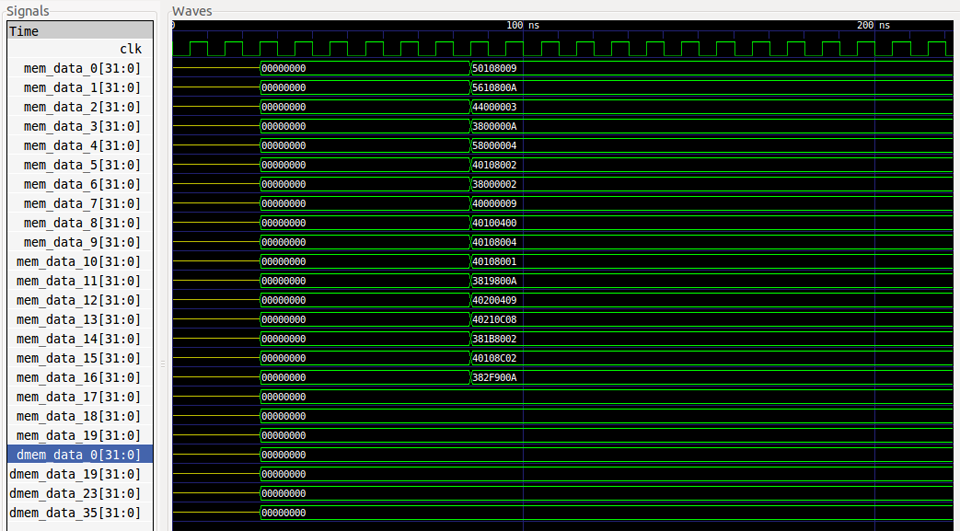 Signals Waves
Time 0 100 ns 200 ns
clk
mem_data_0[31:0] 00000000 50108009
mem_data_1[31:0] 00000000 5610800A
mem_data_2[31:0] 00000000 44000003
mem_data_3[31:0] 00000000 3800000A
mem_data_4[31:0] 00000000 58000004
mem_data_5[31:0] 00000000 40108002
mem_data_6[31:0] 00000000 38000002
mem_data_7[31:0] 00000000 40000009
mem_data_8[31:0] 00000000 40100400
mem_data_9[31:0] 00000000 40108004
mem_data_10[31:0] 00000000 40108001
mem_data_11[31:0] 00000000 3819800A
mem_data_12[31:0] 00000000 40200409
mem_data_13[31:0] 00000000 40210C08
mem_data_14[31:0] 00000000 381B8002
mem_data_15[31:0] 00000000 40108C02
mem_data_16[31:0] 00000000 382F900A
mem_data_17[31:0] 00000000
mem_data_18[31:0] 00000000
mem_data_19[31:0] 00000000
dmem_data_0[31:0] 00000000
dmem_data_19[31:0] 00000000
dmem_data_23[31:0] 00000000
dmem_data_35[31:0] 00000000